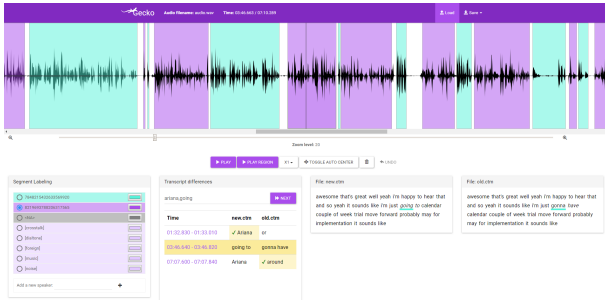 Gecko
Audio filename: audio.wav
Time: 03:46.665 / 07:10.399
Load
Save
Zoom level: 20
PLAY
PLAY REGION
X1
TOGGLE AUTO CENTER
UNDO
Segment Labeling
[crosstalk]
[music]
[noise]
Add a new speaker
+
Transcript differences
ariana,going
NEXT
Time new.ctm old.ctm
01:32.830 - 01:33.010 ✓ Ariana or
03:46.640 - 03:46.820 going to gonna have
07:07.600 - 07:07.840 Ariana ✓ around
File: new.ctm
awesome that's great well yeah i'm happy to hear that
and so yeah it sounds like i'm just going to calendar
couple of week trial move forward probably may for
implementation it sounds like
File: old.ctm
awesome that's great well yeah i'm happy to hear that
and so yeah it sounds like i'm just gonna have
calendar couple of week trial move forward probably
may for implementation it sounds like